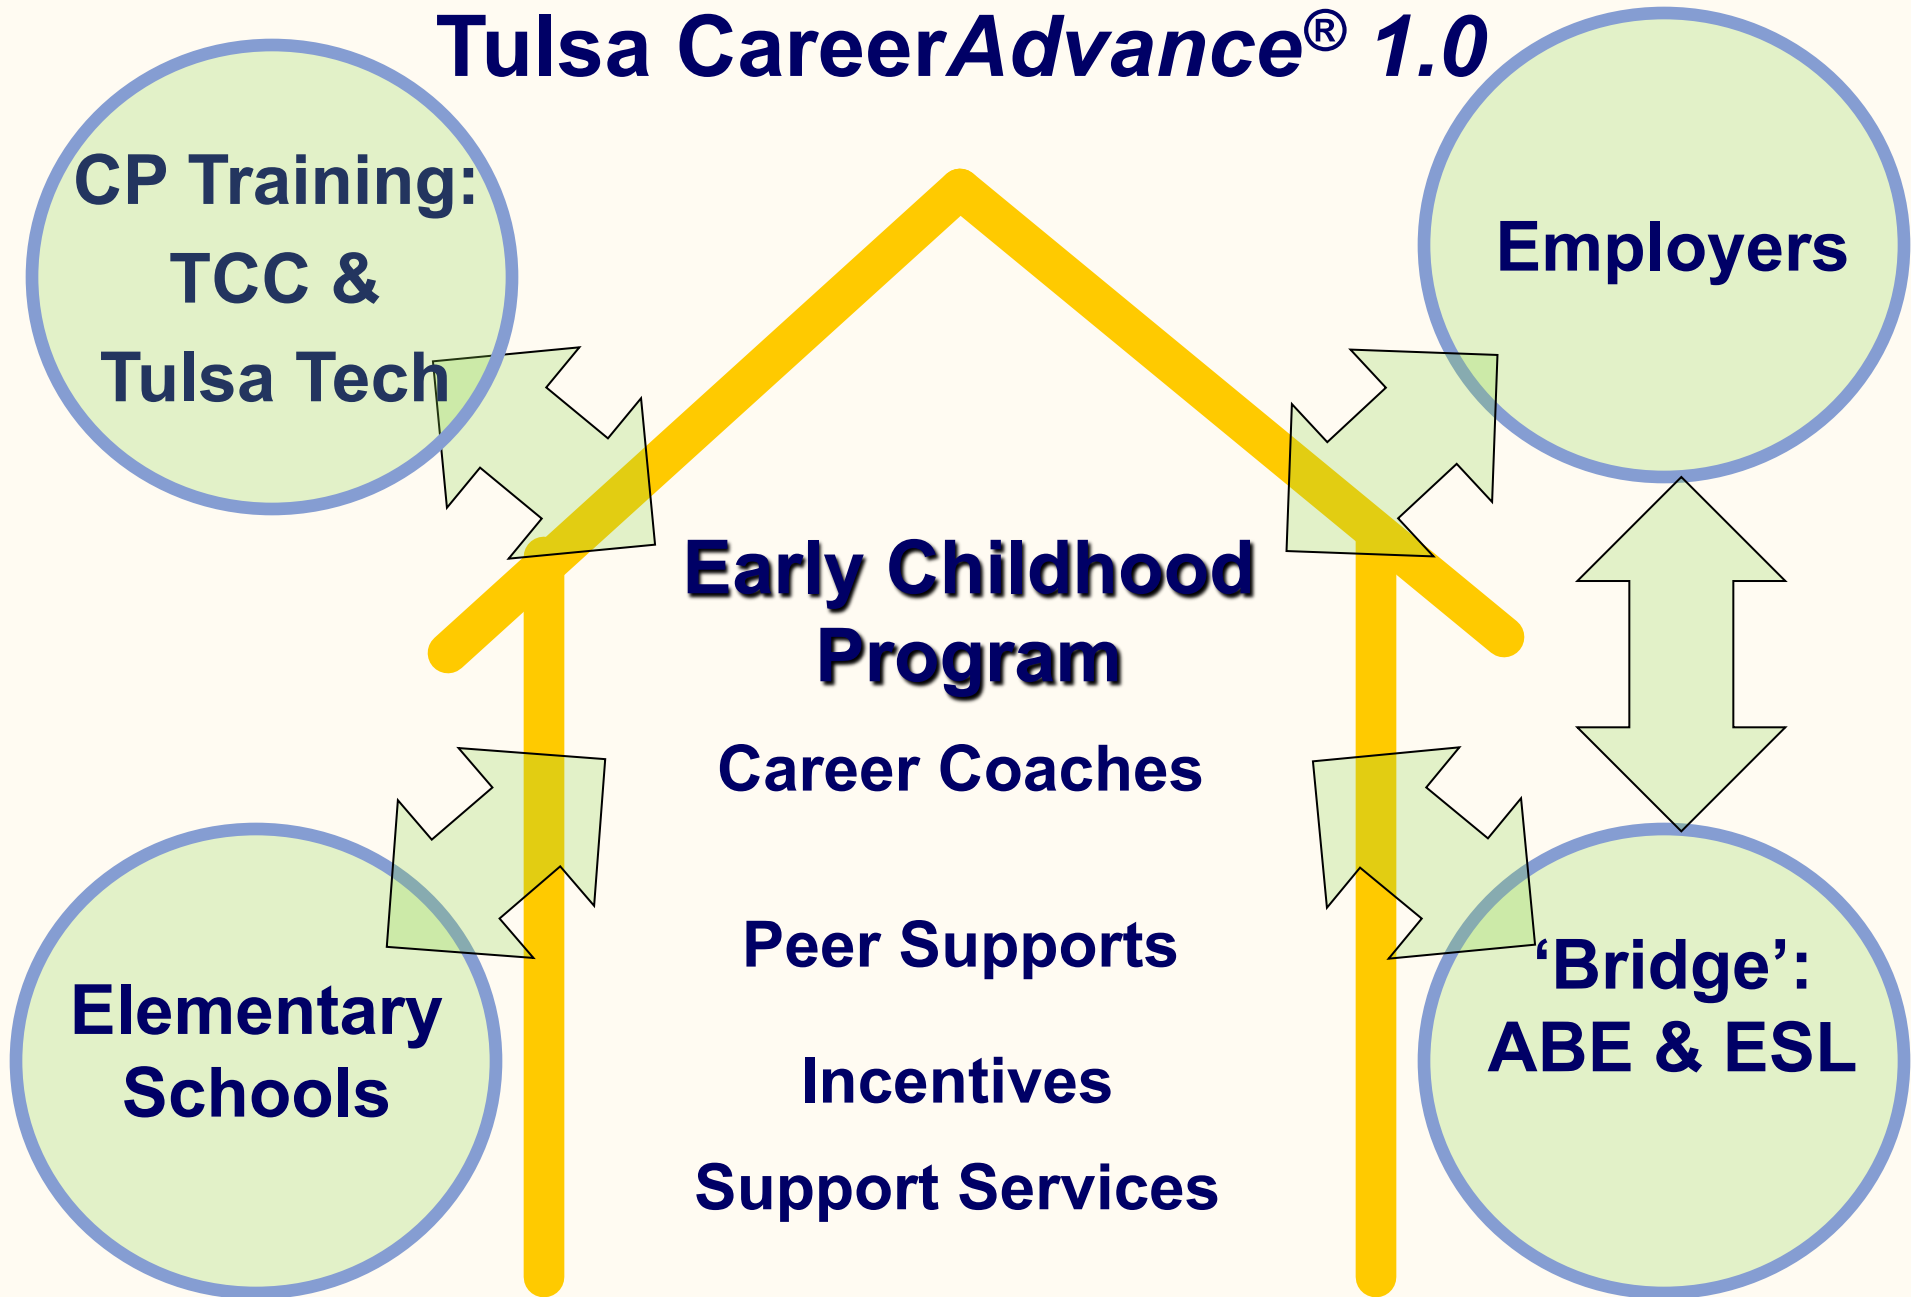 Tulsa CareerAdvance® 1.0
CP Training:
TCC &
Tulsa Tech
Employers
Early Childhood
Program
Career Coaches
Peer Supports
Incentives
Support Services
Elementary
Schools
‘Bridge’:
ABE & ESL